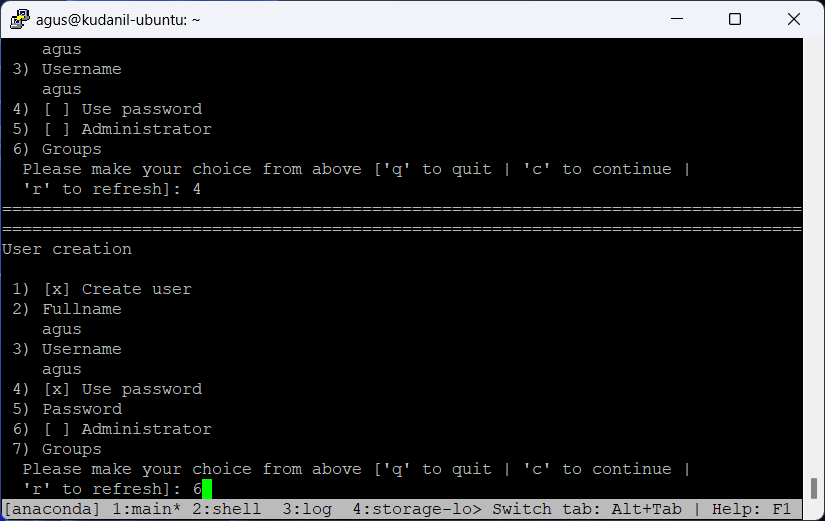 agus@kudanil-ubuntu: ~
agus
3) Username
agus
4) [ ] Use password
5) [ ] Administrator
6) Groups
Please make your choice from above ['q' to quit | 'c' to continue |
'r' to refresh]: 4
================================================================================
================================================================================
User creation
1) [x] Create user
2) Fullname
agus
3) Username
agus
4) [x] Use password
5) Password
6) [ ] Administrator
7) Groups
Please make your choice from above ['q' to quit | 'c' to continue |
'r' to refresh]: 6
[anaconda] 1:main* 2:shell  3:log  4:storage-lo> Switch tab: Alt+Tab | Help: F1